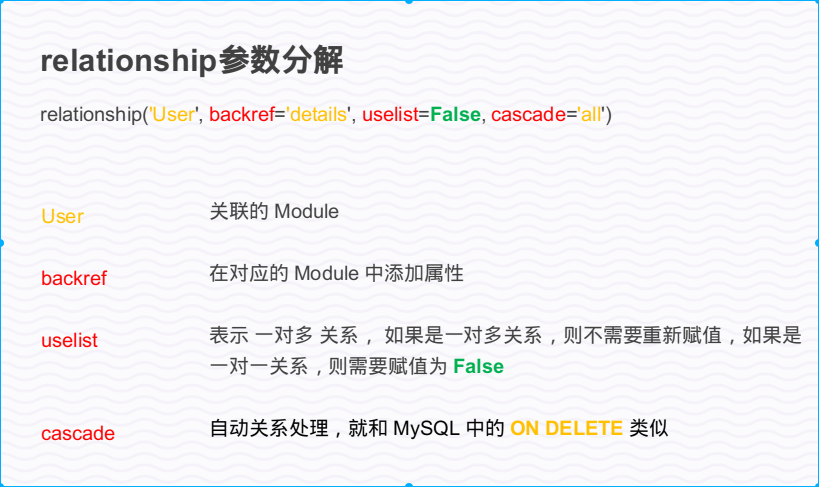 relationship参数分解
relationship('User', backref='details', uselist=False, cascade='all')
User 关联的 Module
backref 在对应的 Module 中添加属性
uselist 表示 一对多 关系， 如果是一对多关系，则不需要重新赋值，如果是
一对一关系，则需要赋值为 False
cascade 自动关系处理，就和 MySQL 中的 ON DELETE 类似